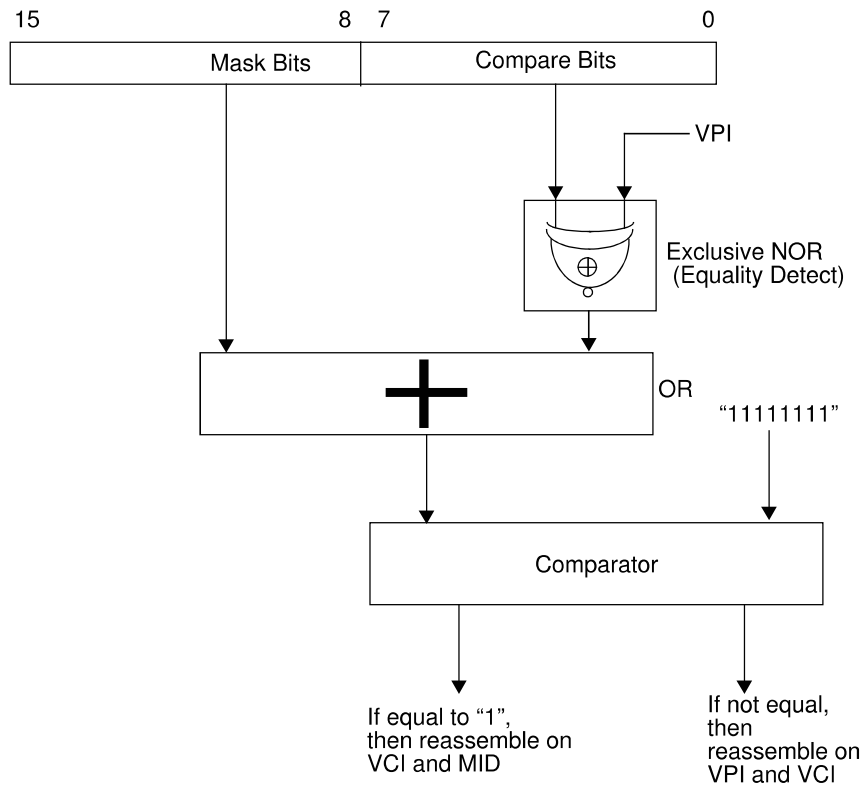 15 8 7 0
Mask Bits Compare Bits
VPI
Exclusive NOR
(Equality Detect)
OR
“11111111”
Comparator
If equal to “1”,
then reassemble on
VCI and MID
If not equal,
then
reassemble on
VPI and VCI